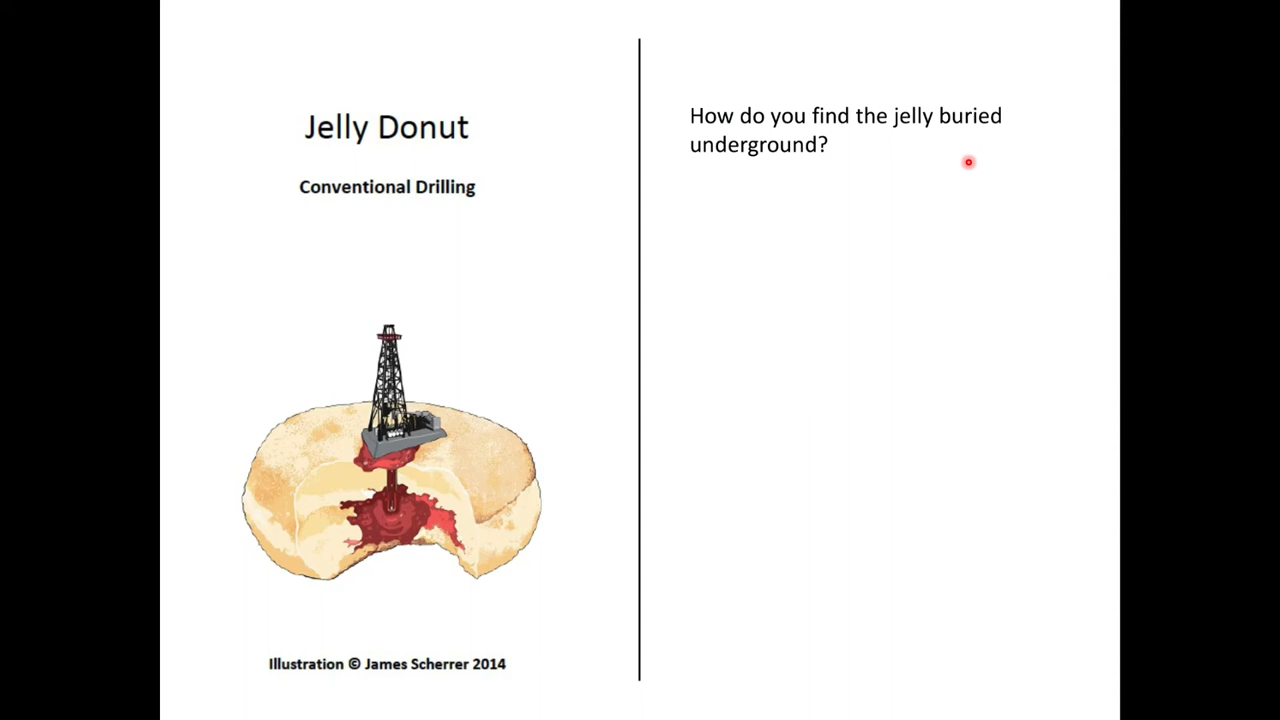 Jelly Donut
Conventional Drilling
Illustration © James Scherrer 2014
How do you find the jelly buried
underground?